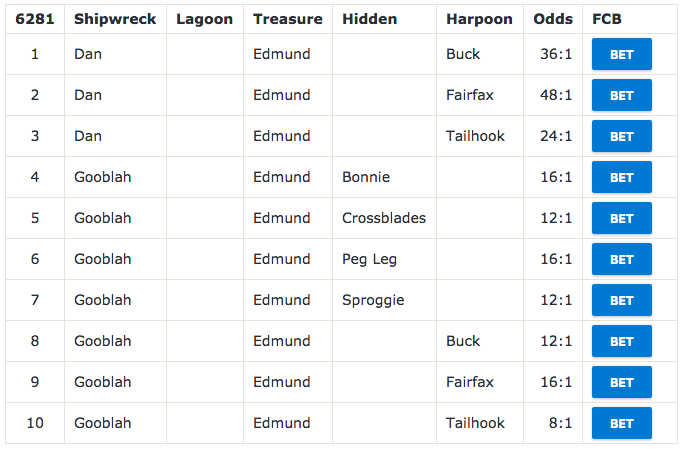 6281 Shipwreck Lagoon Treasure Hidden Harpoon Odds FCB
1 Dan Edmund Buck 36:1 BET
2 Dan Edmund Fairfax 48:1 BET
3 Dan Edmund Tailhook 24:1 BET
4 Gooblah Edmund Bonnie 16:1 BET
5 Gooblah Edmund Crossblades 12:1 BET
6 Gooblah Edmund Peg Leg 16:1 BET
7 Gooblah Edmund Sproggie 12:1 BET
8 Gooblah Edmund Buck 12:1 BET
9 Gooblah Edmund Fairfax 16:1 BET
10 Gooblah Edmund Tailhook 8:1 BET